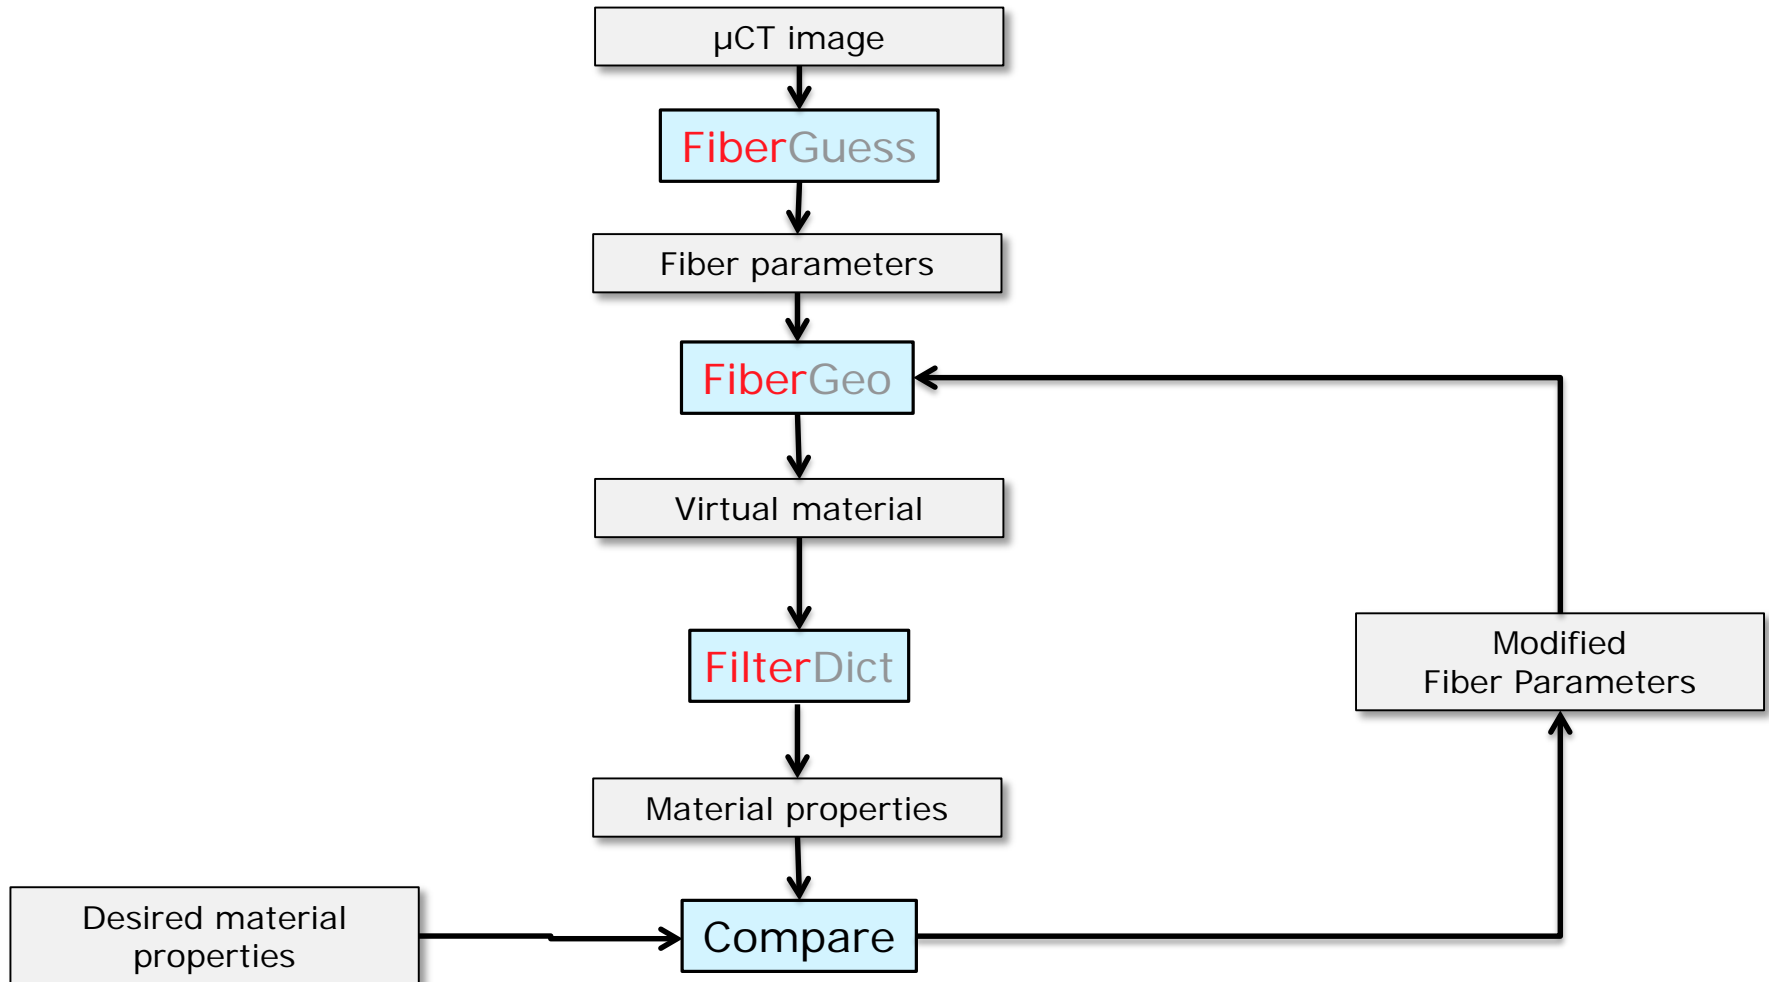 µCT image
FiberGuess
Fiber parameters
FiberGeo
Virtual material
FilterDict
Modified
Fiber Parameters
Material properties
Desired material
properties
Compare